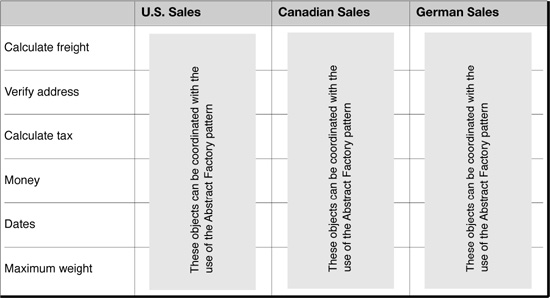 U.S. Sales Canadian Sales German Sales
Calculate freight
Verify address
Calculate tax
Money
Dates
Maximum weight
These objects can be coordinated with the
use of the Abstract Factory pattern
These objects can be coordinated with the
use of the Abstract Factory pattern
These objects can be coordinated with the
use of the Abstract Factory pattern